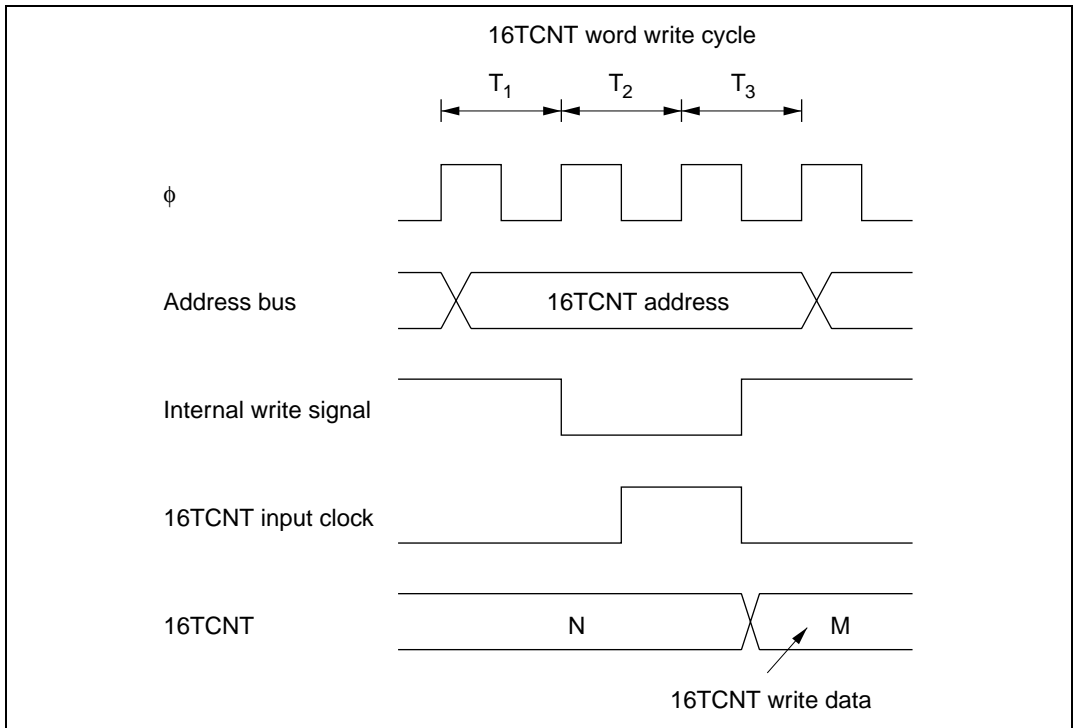 16TCNT word write cycle
T1 T2 T3
φ
Address bus
16TCNT address
Internal write signal
16TCNT input clock
16TCNT
N
M
16TCNT write data